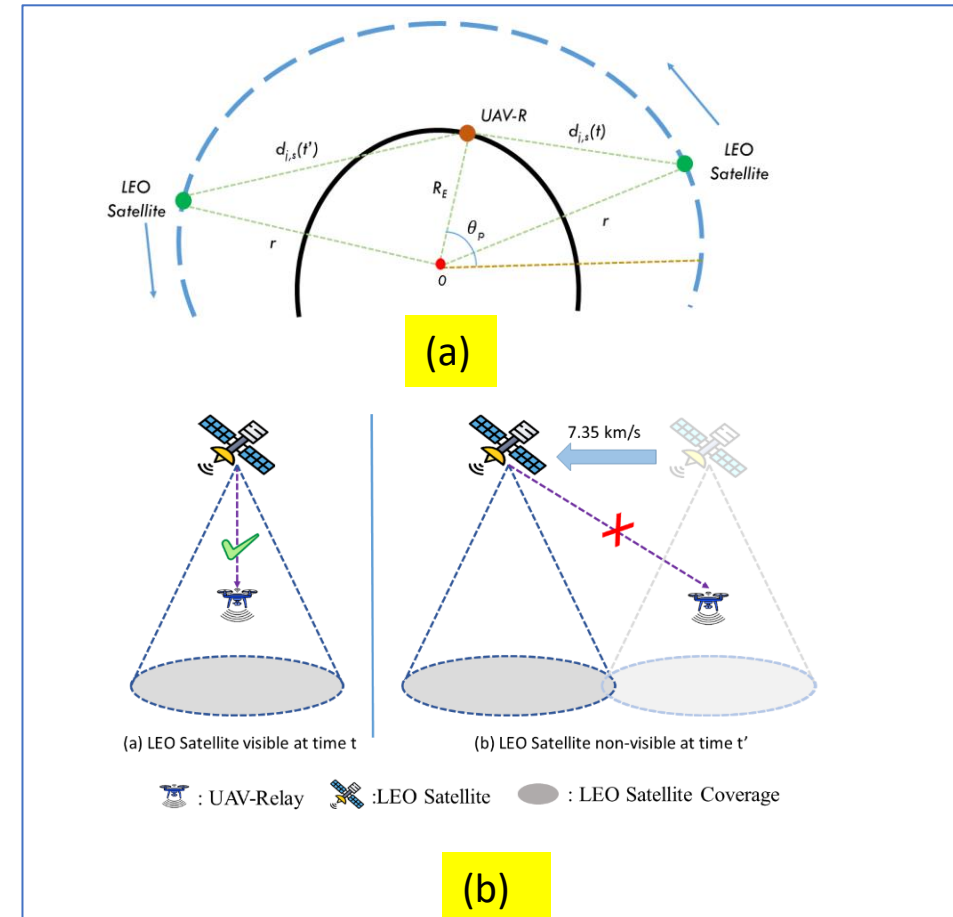 UAV-R
d_{i,s}(t')
d_{i,s}(t)
LEO
Satellite
LEO
Satellite
R_E
r
θ_p
r
0
(a)
7.35 km/s
(a) LEO Satellite visible at time t
(b) LEO Satellite non-visible at time t’
: UAV-Relay
:LEO Satellite
: LEO Satellite Coverage
(b)